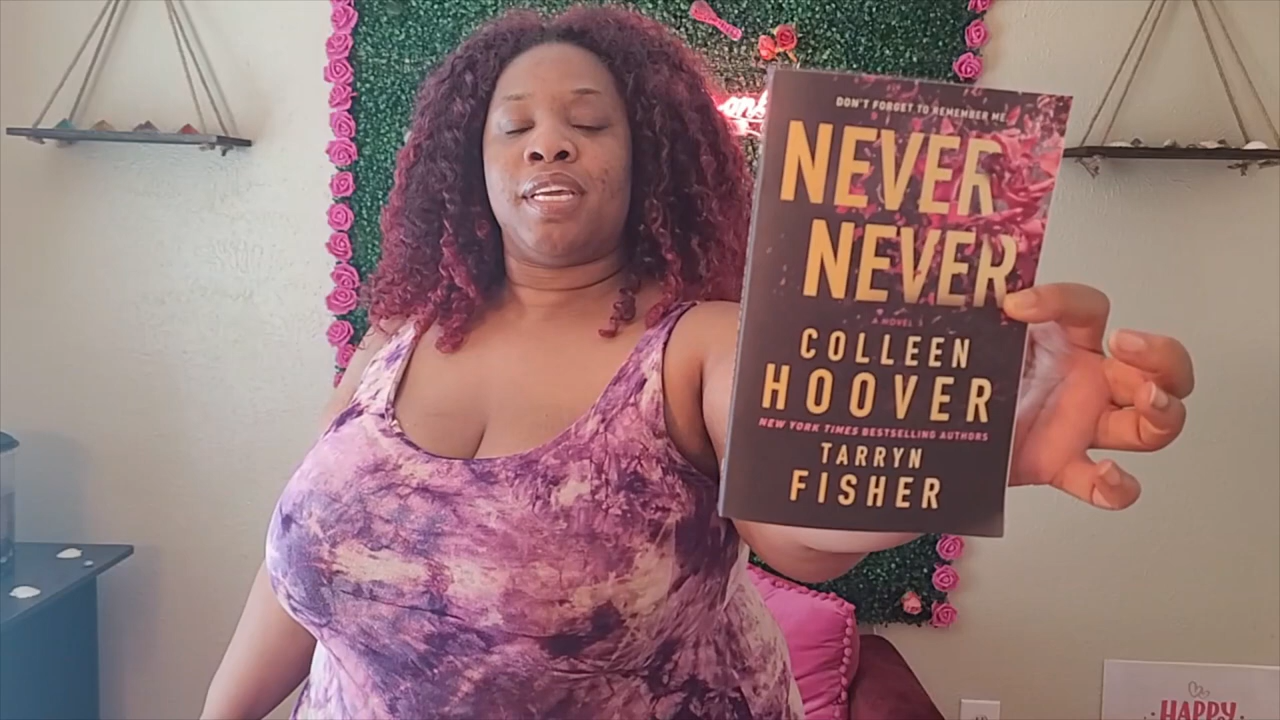 DON'T FORGET TO REMEMBER ME
NEVER
NEVER
A NOVEL
COLLEEN
HOOVER
NEW YORK TIMES BESTSELLING AUTHORS
TARRYN
FISHER
HAPPY